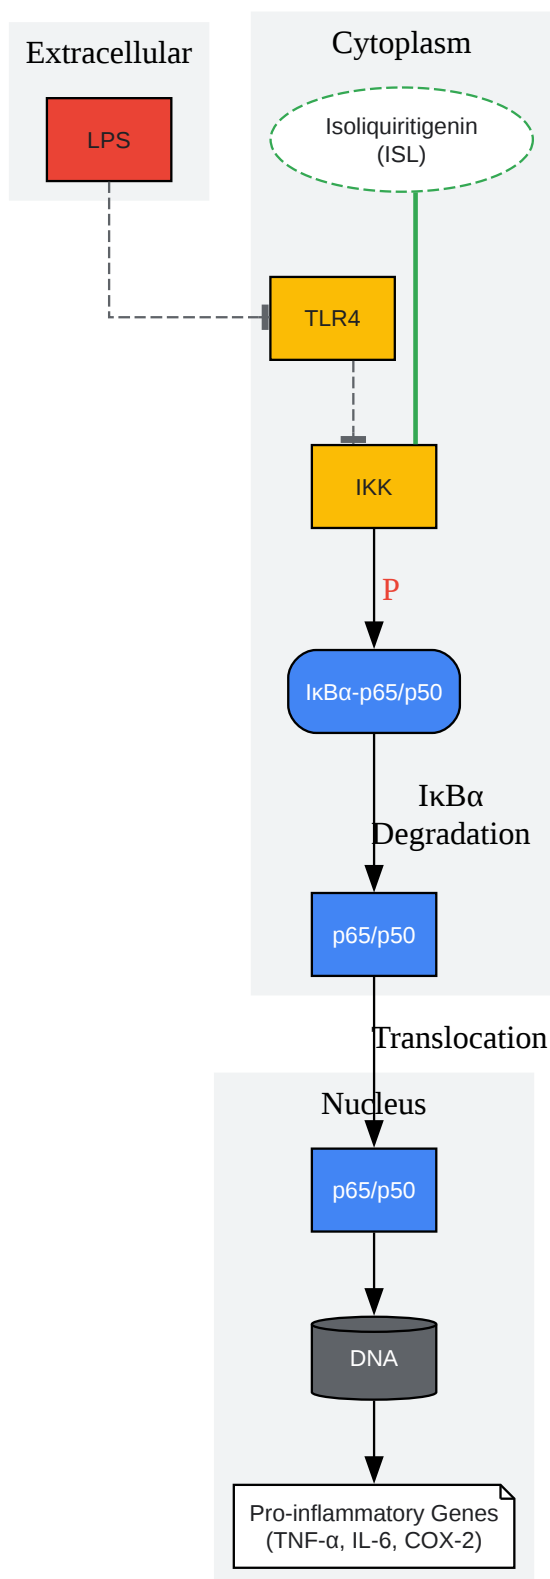 Extracellular
Cytoplasm
LPS
Isoliquiritigenin
(ISL)
TLR4
IKK
P
IκBα-p65/p50
IκBα
Degradation
p65/p50
Translocation
Nucleus
p65/p50
DNA
Pro-inflammatory Genes
(TNF-α, IL-6, COX-2)